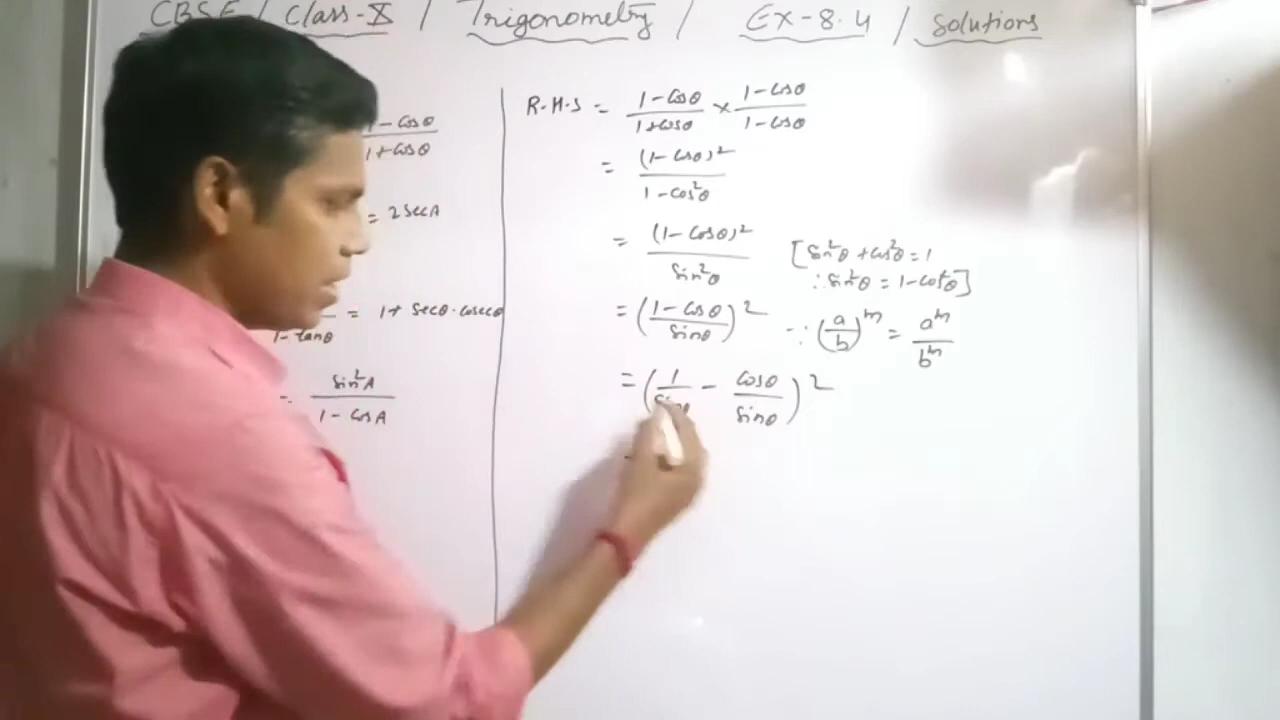 CBSE / Class-X / Trigonometry / Ex-8.4 / Solutions
1-cosθ / 1+cosθ
= 2 secA
1-tanθ = 1+ secθ.cosecθ
= sin²A / 1-cosA
R.H.S = 1-cosθ / 1+cosθ × 1-cosθ / 1-cosθ
= (1-cosθ)² / 1-cos²θ
= (1-cosθ)² / sin²θ [sin²θ+cos²θ=1
∴sin²θ = 1-cos²θ]
= (1-cosθ / sinθ)² ∵ (a/b)^m = a^m / b^m
= (1 / sinθ - cosθ / sinθ)²